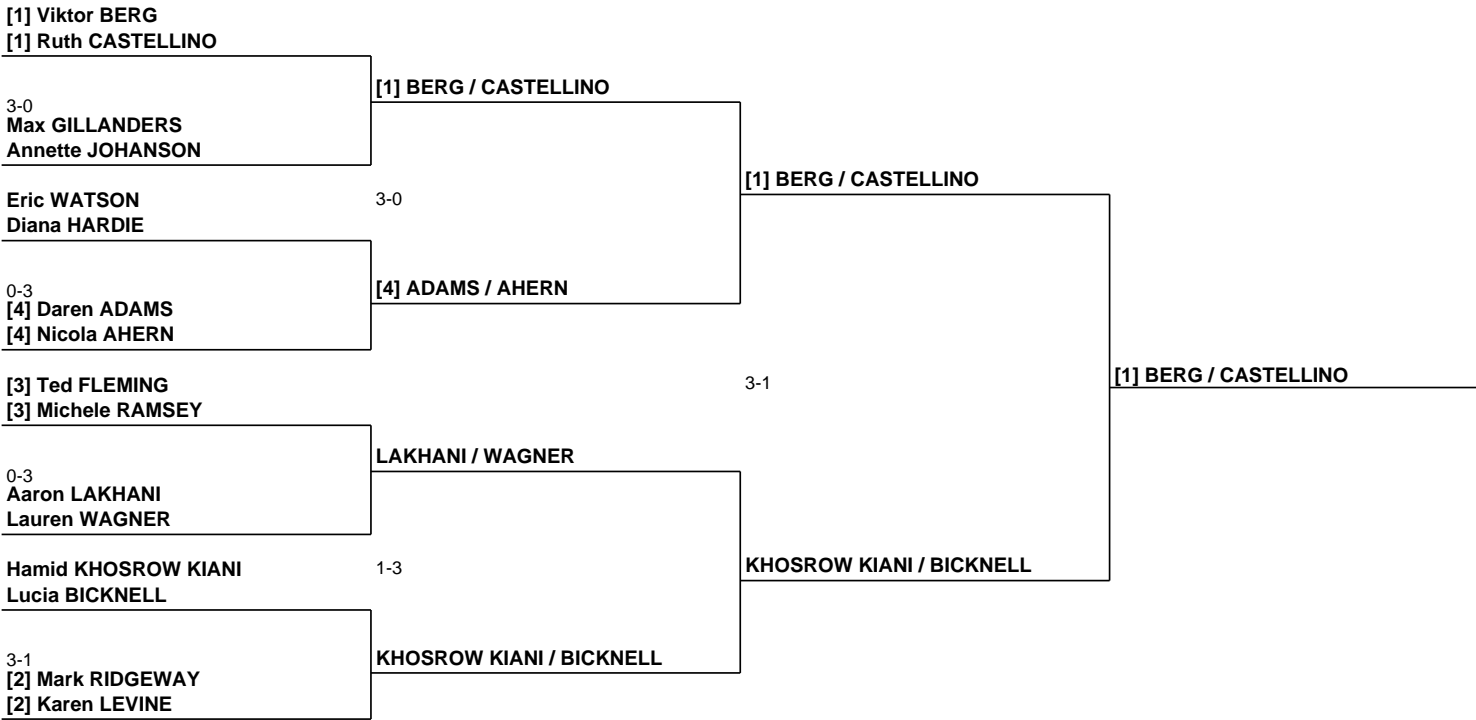 [1] Viktor BERG
[1] Ruth CASTELLINO
3-0
Max GILLANDERS
Annette JOHANSON
Eric WATSON
Diana HARDIE
0-3
[4] Daren ADAMS
[4] Nicola AHERN
[3] Ted FLEMING
[3] Michele RAMSEY
0-3
Aaron LAKHANI
Lauren WAGNER
Hamid KHOSROW KIANI
Lucia BICKNELL
3-1
[2] Mark RIDGEWAY
[2] Karen LEVINE
[1] BERG / CASTELLINO
3-0
[4] ADAMS / AHERN
LAKHANI / WAGNER
1-3
KHOSROW KIANI / BICKNELL
[1] BERG / CASTELLINO
3-1
KHOSROW KIANI / BICKNELL
[1] BERG / CASTELLINO